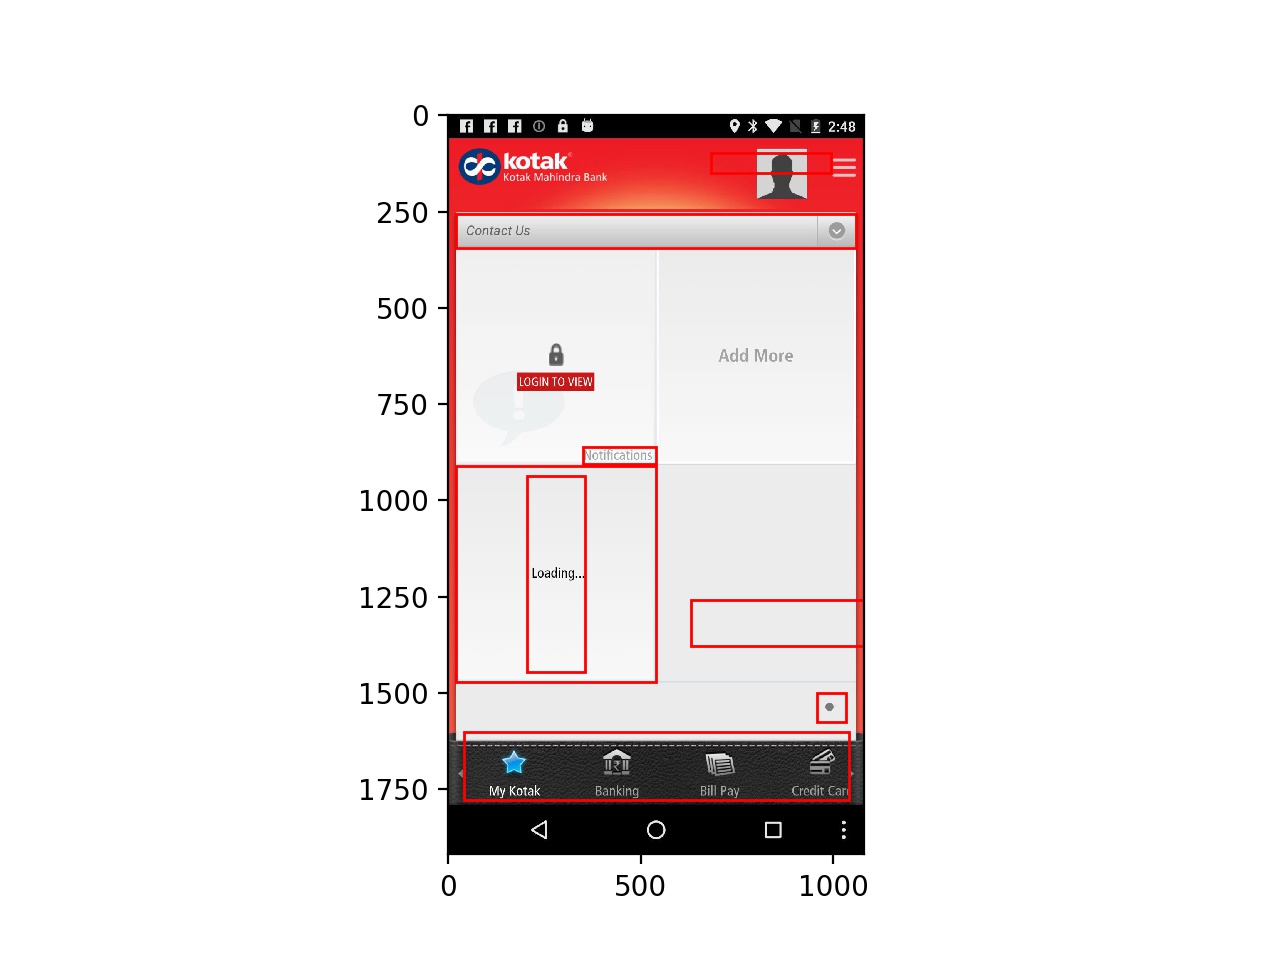 0
2:48
kotak
Kotak Mahindra Bank
250
Contact Us
500
Add More
LOGIN TO VIEW
750
Notifications
1000
Loading...
1250
1500
My Kotak Banking Bill Pay Credit Car
1750
0 500 1000